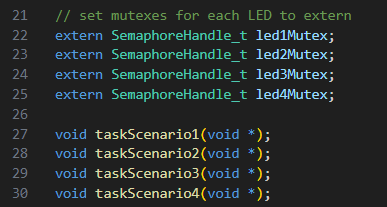 21 // set mutexes for each LED to extern
22 extern SemaphoreHandle_t led1Mutex;
23 extern SemaphoreHandle_t led2Mutex;
24 extern SemaphoreHandle_t led3Mutex;
25 extern SemaphoreHandle_t led4Mutex;
26
27 void taskScenario1(void *);
28 void taskScenario2(void *);
29 void taskScenario3(void *);
30 void taskScenario4(void *);